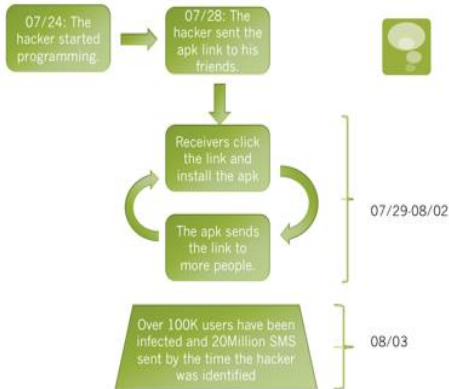 07/24: The
hacker started
programming.
07/28: The
hacker sent the
apk link to his
friends.
Receivers click
the link and
install the apk
The apk sends
the link to
more people.
07/29-08/02
Over 100K users have been
infected and 20Million SMS
sent by the time the hacker
was identified
08/03